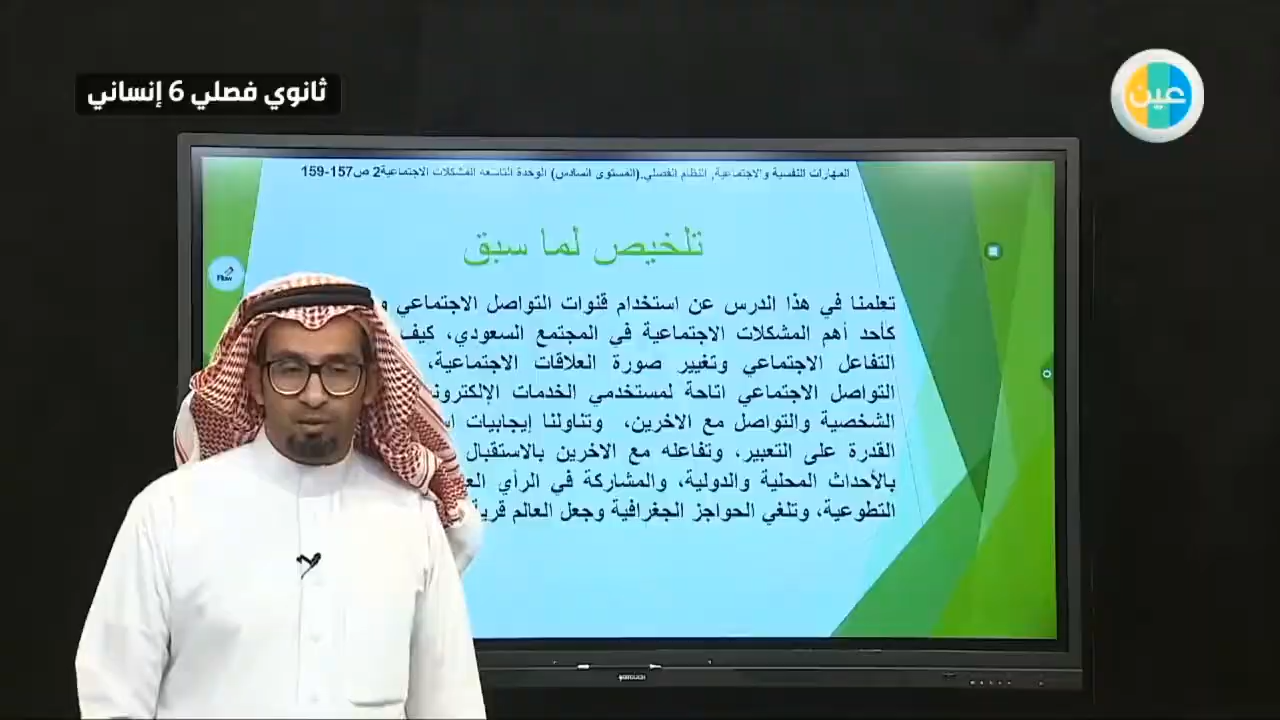 ثانوي فصلي 6 إنساني
عين
المهارات النفسية والاجتماعية, النظام الفصلي.(المستوى السادس) الوحدة التاسعة المشكلات الاجتماعية2 ص157-159
تلخيص لما سبق
تعلمنا في هذا الدرس عن استخدام قنوات التواصل الاجتماعي
كأحد أهم المشكلات الاجتماعية في المجتمع السعودي، كيف
التفاعل الاجتماعي وتغيير صورة العلاقات الاجتماعية،
التواصل الاجتماعي اتاحة لمستخدمي الخدمات
الشخصية والتواصل مع الاخرين، وتناولنا إيجابيات
القدرة على التعبير، وتفاعله مع الاخرين بالاستقبال
بالأحداث المحلية والدولية، والمشاركة في الرأي
التطوعية، وتلغي الحواجز الجغرافية وجعل العالم
Flow